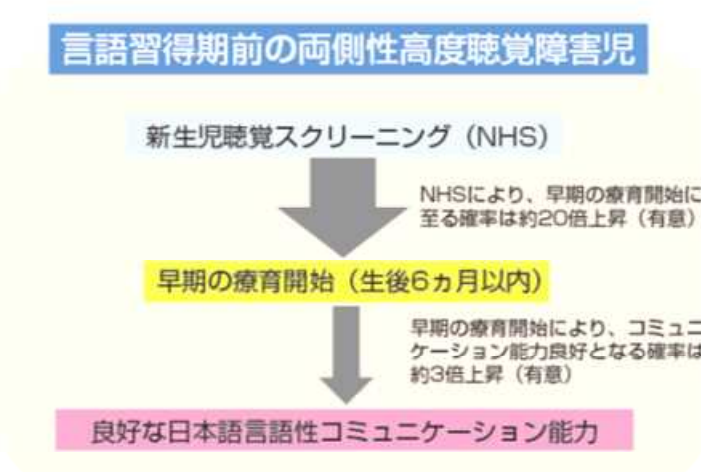 言語習得期前の両側性高度聴覚障害児
新生児聴覚スクリーニング（NHS）
NHSにより、早期の療育開始に
至る確率は約20倍上昇（有意）
早期の療育開始（生後6ヵ月以内）
早期の療育開始により、コミュニ
ケーション能力良好となる確率は
約3倍上昇（有意）
良好な日本語言語性コミュニケーション能力